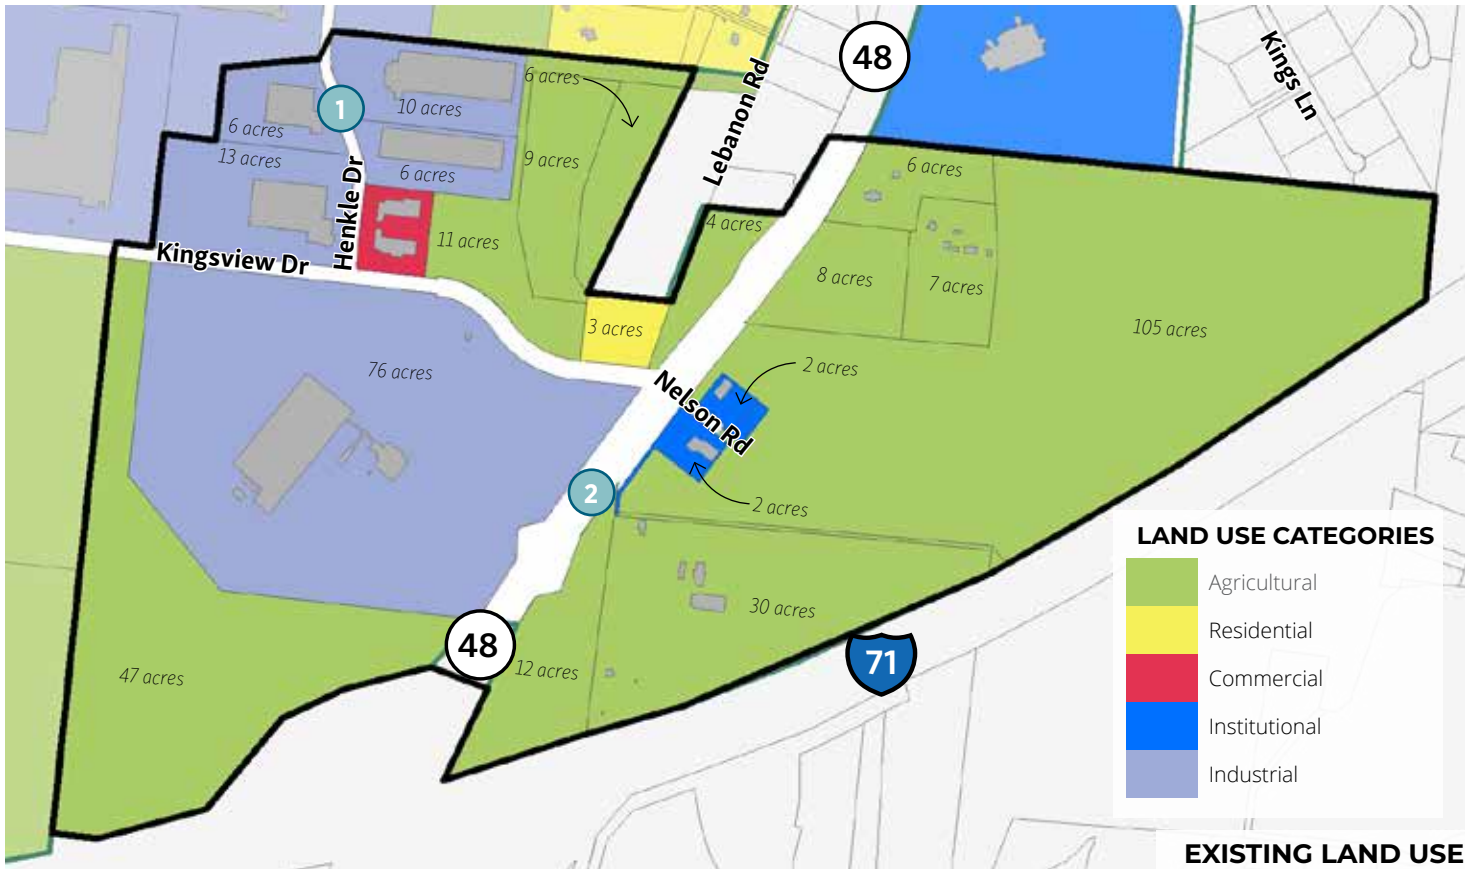 48
Kings Ln
Lebanon Rd
6 acres
1
10 acres
6 acres
13 acres
9 acres
6 acres
6 acres
Henkle Dr
4 acres
11 acres
Kingsview Dr
8 acres
7 acres
105 acres
3 acres
76 acres
2 acres
Nelson Rd
2
2 acres
30 acres
48
12 acres
71
47 acres
LAND USE CATEGORIES
Agricultural
Residential
Commercial
Institutional
Industrial
EXISTING LAND USE